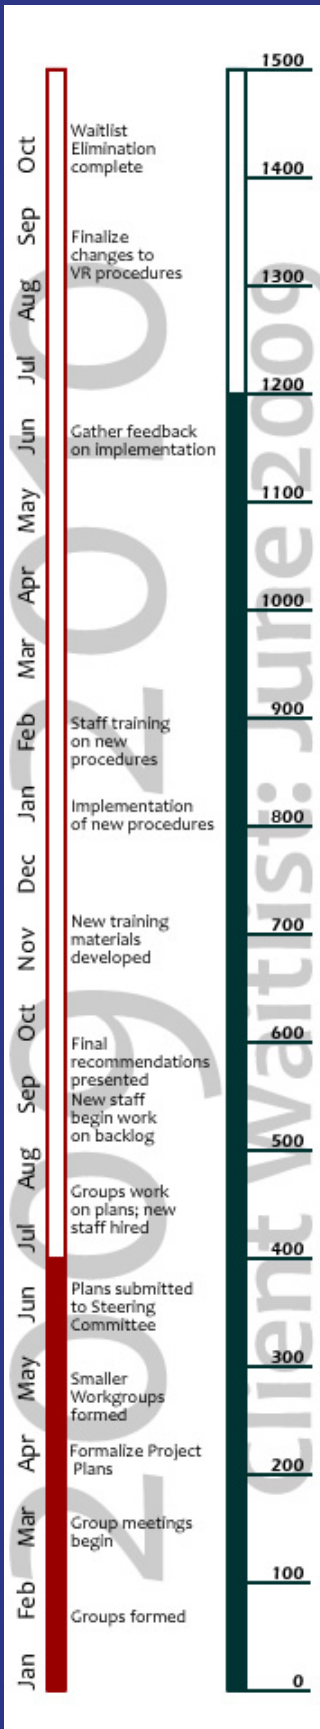 1500
Waitlist
Elimination
complete
Oct
1400
Sep
Finalize
changes to
VR procedures
Aug
1300
Jul
1200
Jun
Gather feedback
on implementation
May
1100
Apr
1000
Mar
Feb
900
Staff training
on new
procedures
Jan
Implementation
of new procedures
800
Dec
Nov
New training
materials
developed
700
Oct
600
Final
recommendations
presented
Sep
New staff
begin work
on backlog
500
Aug
Groups work
on plans; new
staff hired
Jul
400
Jun
Plans submitted
to Steering
Committee
May
300
Smaller
Workgroups
formed
Apr
Formalize Project
Plans
200
Mar
Group meetings
begin
100
Feb
Groups formed
Jan
0
2009 2010
Client Waitlist: June 2009